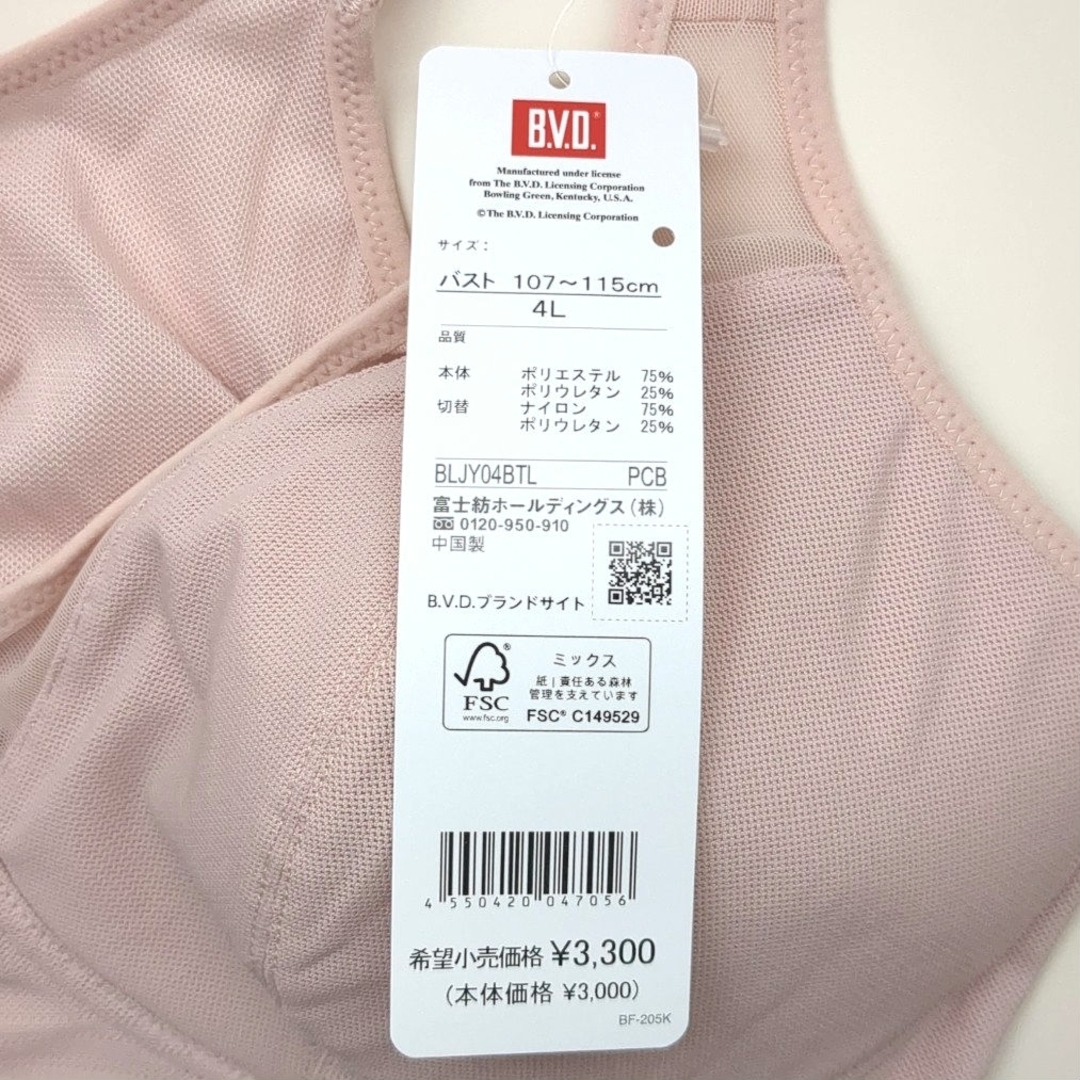 B.V.D.®
Manufactured under license
from The B.V.D. Licensing Corporation
Bowling Green, Kentucky, U.S.A.
©The B.V.D. Licensing Corporation
サイズ:
バスト 107〜115cm
4L
品質
本体 ポリエステル 75%
ポリウレタン 25%
切替 ナイロン 75%
ポリウレタン 25%
BLJY04BTL PCB
富士紡ホールディングス(株)
0120-950-910
中国製
B.V.D.ブランドサイト
FSC®
www.fsc.org
ミックス
紙|責任ある森林
管理を支えています
FSC® C149529
4 550420 047056
希望小売価格 ¥3,300
(本体価格 ¥3,000)
BF-205K